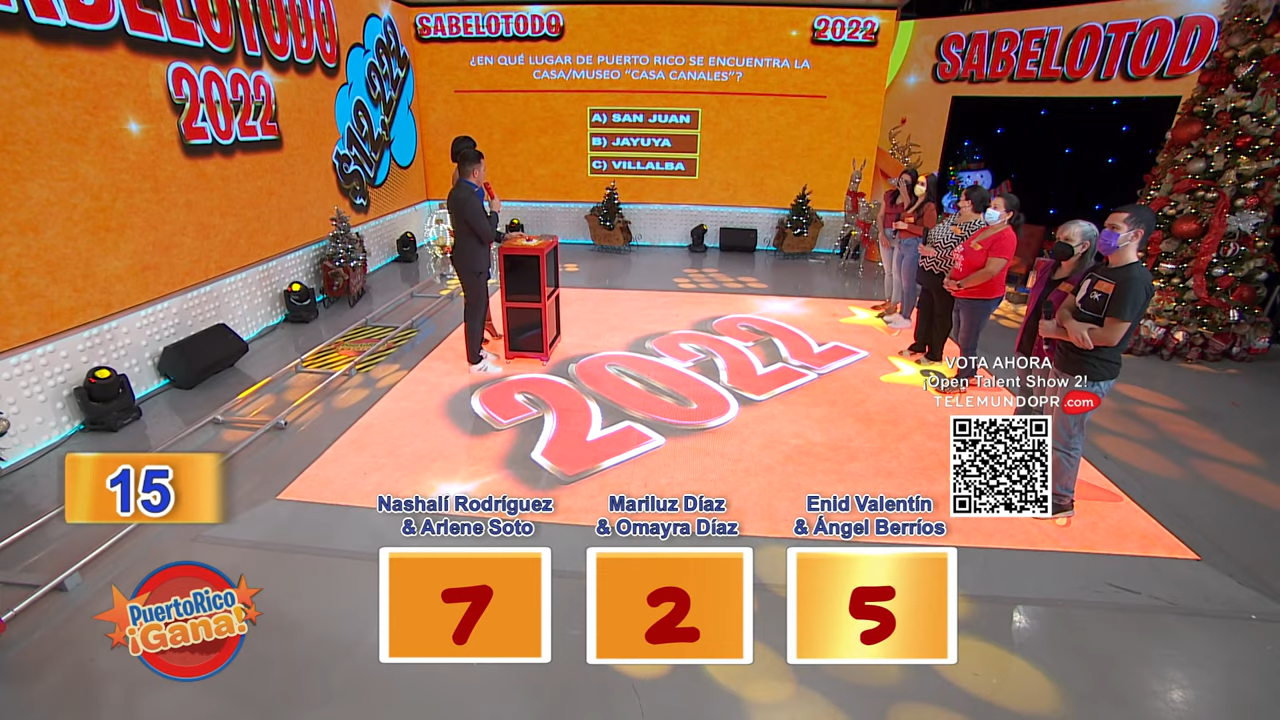 SABELOTODO
2022
$12,222
SABELOTODO
2022
¿EN QUÉ LUGAR DE PUERTO RICO SE ENCUENTRA LA
CASA/MUSEO "CASA CANALES"?
A) SAN JUAN
B) JAYUYA
C) VILLALBA
SABELOTOD
2022
VOTA AHORA
¡Open Talent Show 2!
TELEMUNDOPR.com
15
Nashalí Rodríguez
& Arlene Soto
Mariluz Díaz
& Omayra Díaz
Enid Valentín
& Ángel Berríos
7
2
5
PuertoRico
¡Gana!